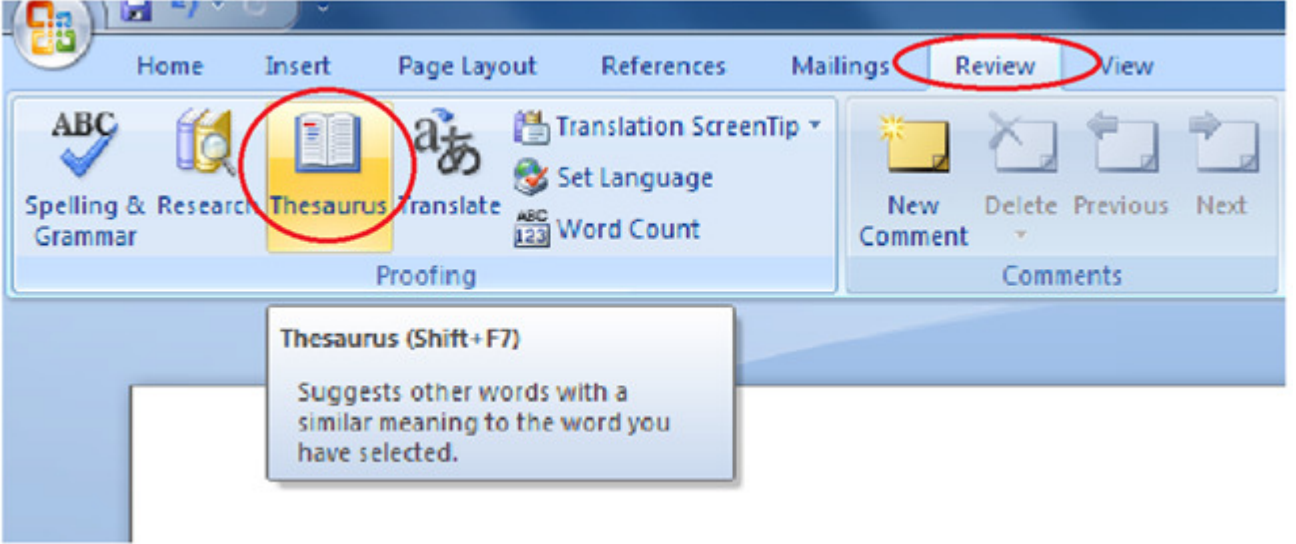 Home Insert Page Layout References Mailings Review View
ABC
Spelling & Grammar
Research
Thesaurus
aあ
Translate
Translation ScreenTip
Set Language
ABC 123 Word Count
Proofing
New Comment
Delete
Previous
Next
Comments
Thesaurus (Shift+F7)
Suggests other words with a
similar meaning to the word you
have selected.